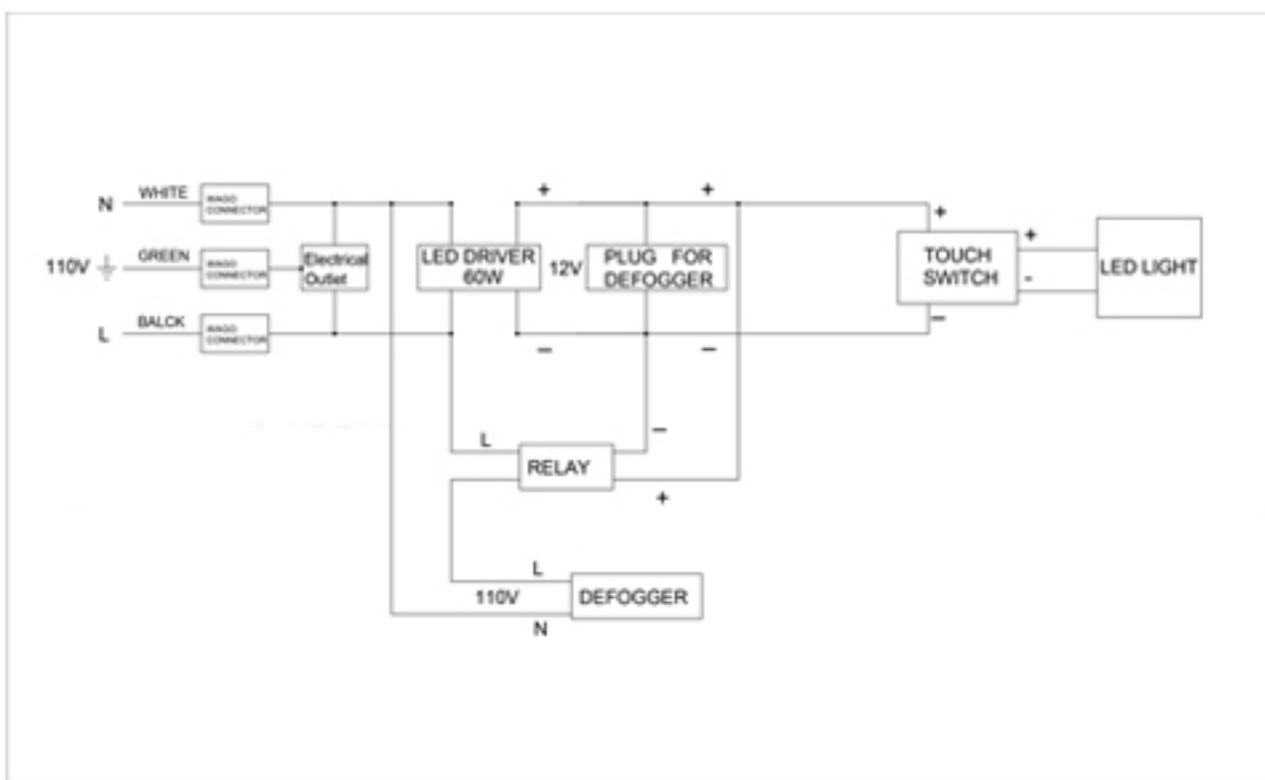 N WHITE WAGO
CONNECTOR
110V GREEN WAGO
CONNECTOR
Electrical
Outlet
L BALCK WAGO
CONNECTOR
LED DRIVER
60W
+ +
12V
PLUG FOR
DEFOGGER
- -
+
TOUCH
SWITCH
-
+
-
LED LIGHT
L
RELAY
-
+
L
110V
N
DEFOGGER